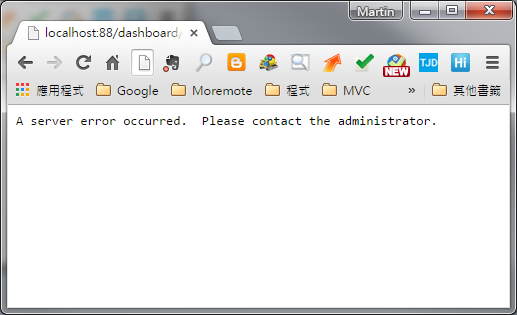 Martin
localhost:88/dashboard/
NEW
TJD
Hi
應用程式
Google
Moremote
程式
MVC
»
其他書籤
A server error occurred.  Please contact the administrator.